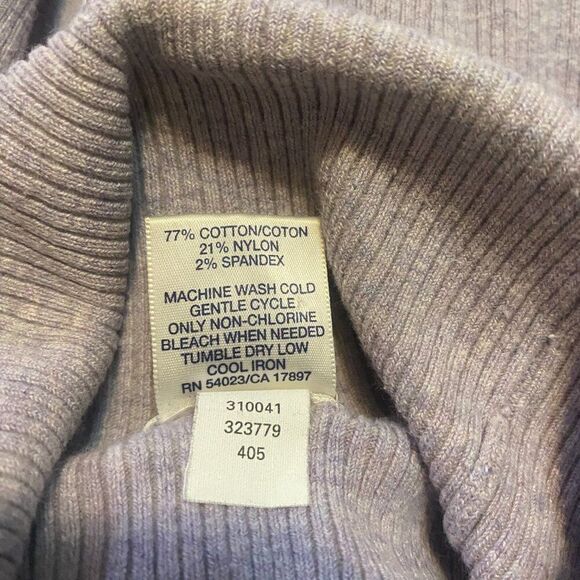 77% COTTON/COTON
21% NYLON
2% SPANDEX
MACHINE WASH COLD
GENTLE CYCLE
ONLY NON-CHLORINE
BLEACH WHEN NEEDED
TUMBLE DRY LOW
COOL IRON
RN 54023/CA 17897
310041
323779
405